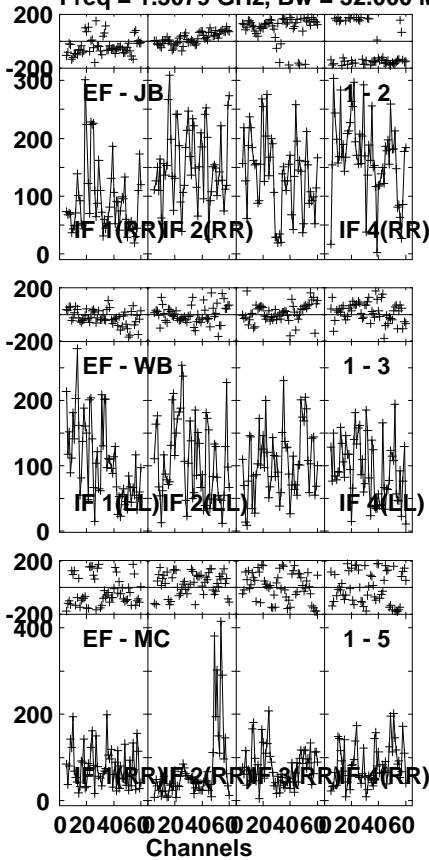 Freq = 1.5079 GHz, Bw = 32.000 M
200
-200
300
EF - JB
1 - 2
200
100
IF 1(RR) IF 2(RR) IF 4(RR)
0
200
-200
EF - WB
1 - 3
200
100
IF 1(LL) IF 2(LL) IF 4(LL)
0
200
-200
400
EF - MC
1 - 5
200
IF 1(RR) IF 2(RR) IF 3(RR) IF 4(RR)
0
0 20 40 60 0 20 40 60 0 20 40 60 0 20 40 60
Channels